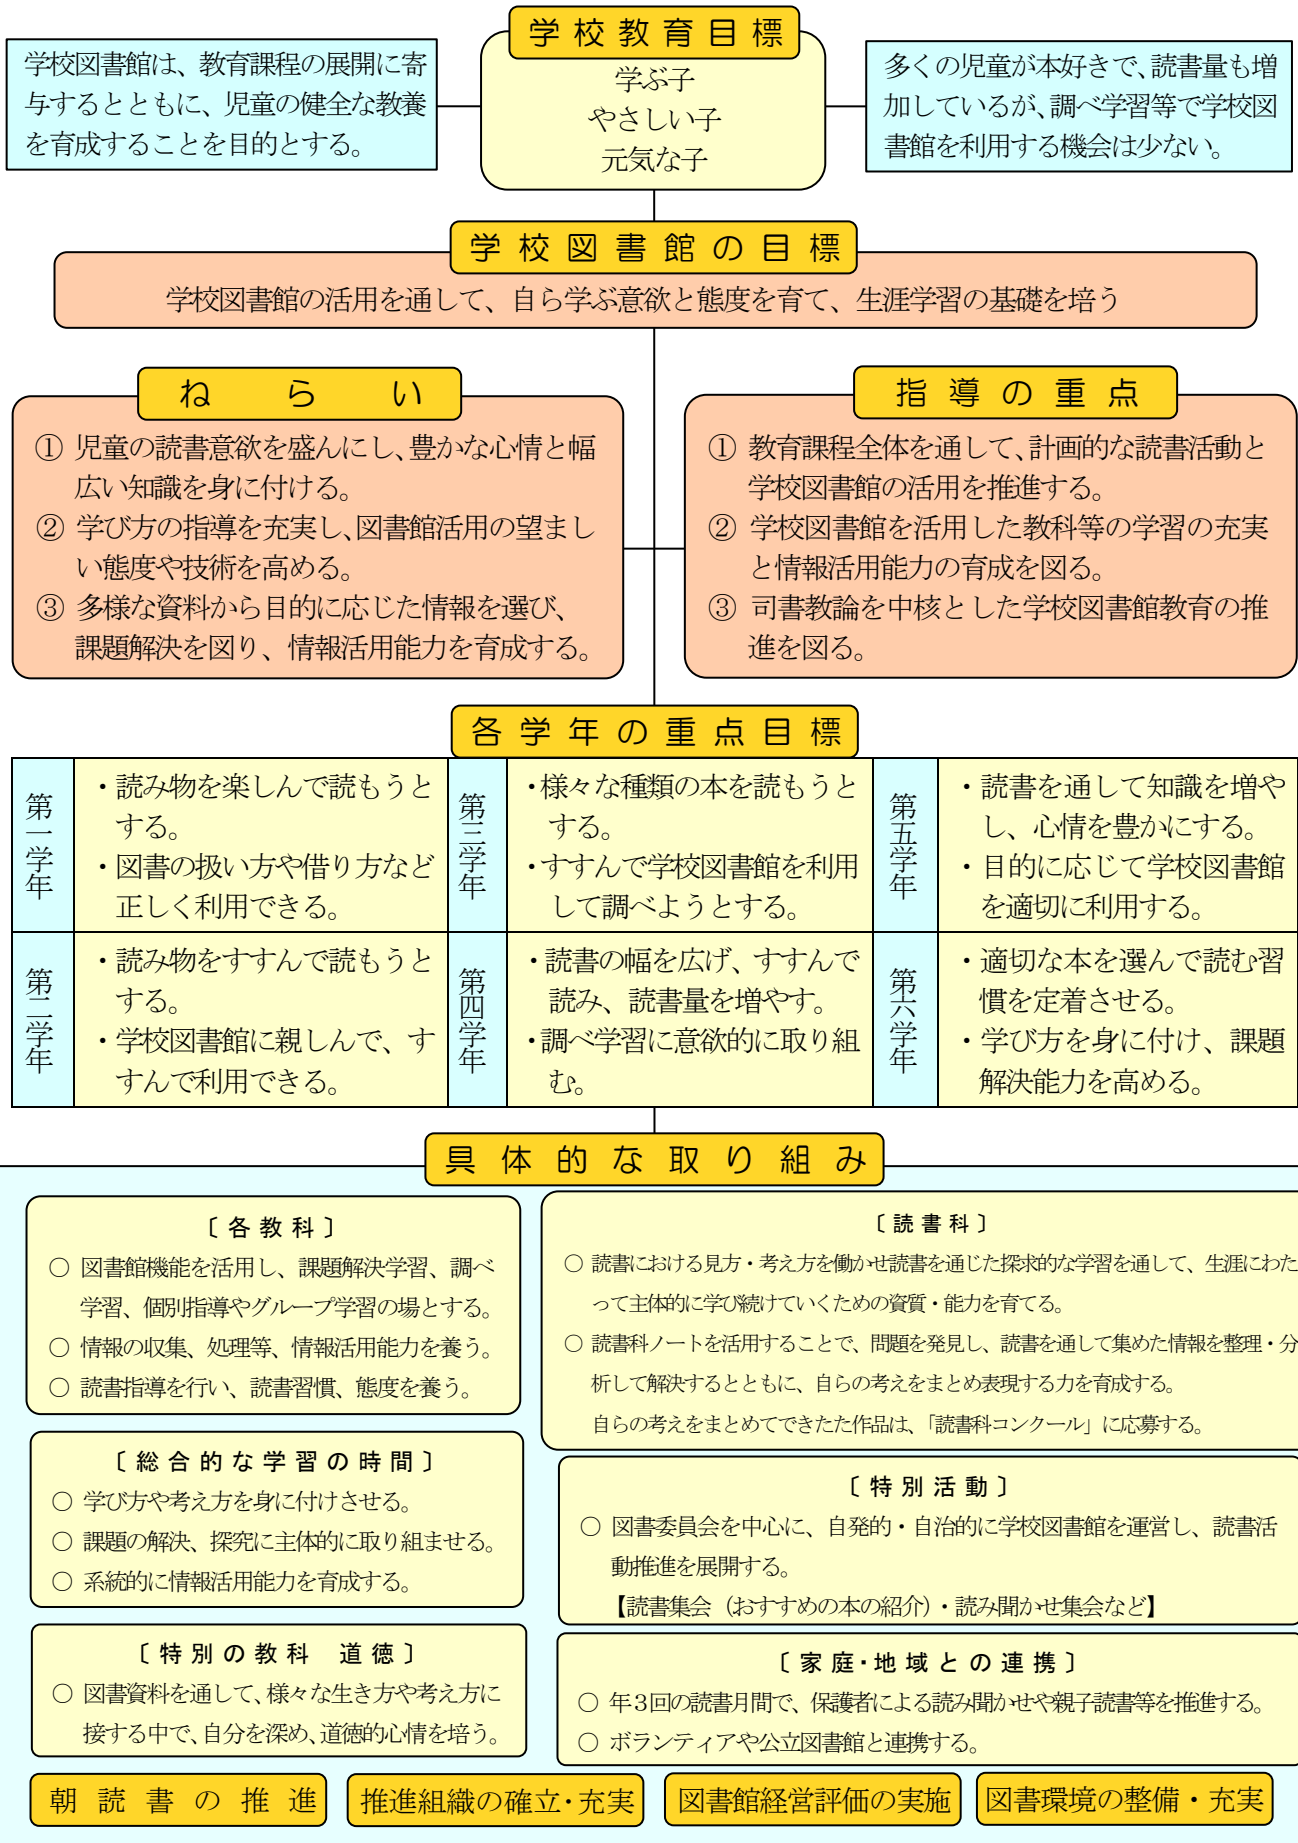 学校教育目標
学ぶ子
やさしい子
元気な子
学校図書館は、教育課程の展開に寄
与するとともに、児童の健全な教養
を育成することを目的とする。
多くの児童が本好きで、読書量も増
加しているが、調べ学習等で学校図
書館を利用する機会は少ない。
学校図書館の目標
学校図書館の活用を通して、自ら学ぶ意欲と態度を育て、生涯学習の基礎を培う
ねらい
① 児童の読書意欲を盛んにし、豊かな心情と幅
広い知識を身に付ける。
② 学び方の指導を充実し、図書館活用の望まし
い態度や技術を高める。
③ 多様な資料から目的に応じた情報を選び、
課題解決を図り、情報活用能力を育成する。
指導の重点
① 教育課程全体を通して、計画的な読書活動と
学校図書館の活用を推進する。
② 学校図書館を活用した教科等の学習の充実
と情報活用能力の育成を図る。
③ 司書教論を中核とした学校図書館教育の推
進を図る。
各学年の重点目標
第一学年
・読み物を楽しんで読もうと
する。
・図書の扱い方や借り方など
正しく利用できる。
第三学年
・様々な種類の本を読もうと
する。
・すすんで学校図書館を利用
して調べようとする。
第五学年
・読書を通して知識を増や
し、心情を豊かにする。
・目的に応じて学校図書館
を適切に利用する。
第二学年
・読み物をすすんで読もうと
する。
・学校図書館に親しんで、す
すんで利用できる。
第四学年
・読書の幅を広げ、すすんで
読み、読書量を増やす。
・調べ学習に意欲的に取り組
む。
第六学年
・適切な本を選んで読む習
慣を定着させる。
・学び方を身に付け、課題
解決能力を高める。
具体的な取り組み
〔各教科〕
○ 図書館機能を活用し、課題解決学習、調べ
学習、個別指導やグループ学習の場とする。
○ 情報の収集、処理等、情報活用能力を養う。
○ 読書指導を行い、読書習慣、態度を養う。
〔読書科〕
○ 読書における見方・考え方を働かせ読書を通じた探求的な学習を通して、生涯にわた
って主体的に学び続けていくための資質・能力を育てる。
○ 読書科ノートを活用することで、問題を発見し、読書を通して集めた情報を整理・分
析して解決するとともに、自らの考えをまとめ表現する力を育成する。
自らの考えをまとめてできたた作品は、「読書科コンクール」に応募する。
〔総合的な学習の時間〕
○ 学び方や考え方を身に付けさせる。
○ 課題の解決、探究に主体的に取り組ませる。
○ 系統的に情報活用能力を育成する。
〔特別活動〕
○ 図書委員会を中心に、自発的・自治的に学校図書館を運営し、読書活
動推進を展開する。
【読書集会（おすすめの本の紹介）・読み聞かせ集会など】
〔特別の教科 道徳〕
○ 図書資料を通して、様々な生き方や考え方に
接する中で、自分を深め、道徳的心情を培う。
〔家庭・地域との連携〕
○ 年３回の読書月間で、保護者による読み聞かせや親子読書等を推進する。
○ ボランティアや公立図書館と連携する。
朝読書の推進
推進組織の確立・充実
図書館経営評価の実施
図書環境の整備・充実